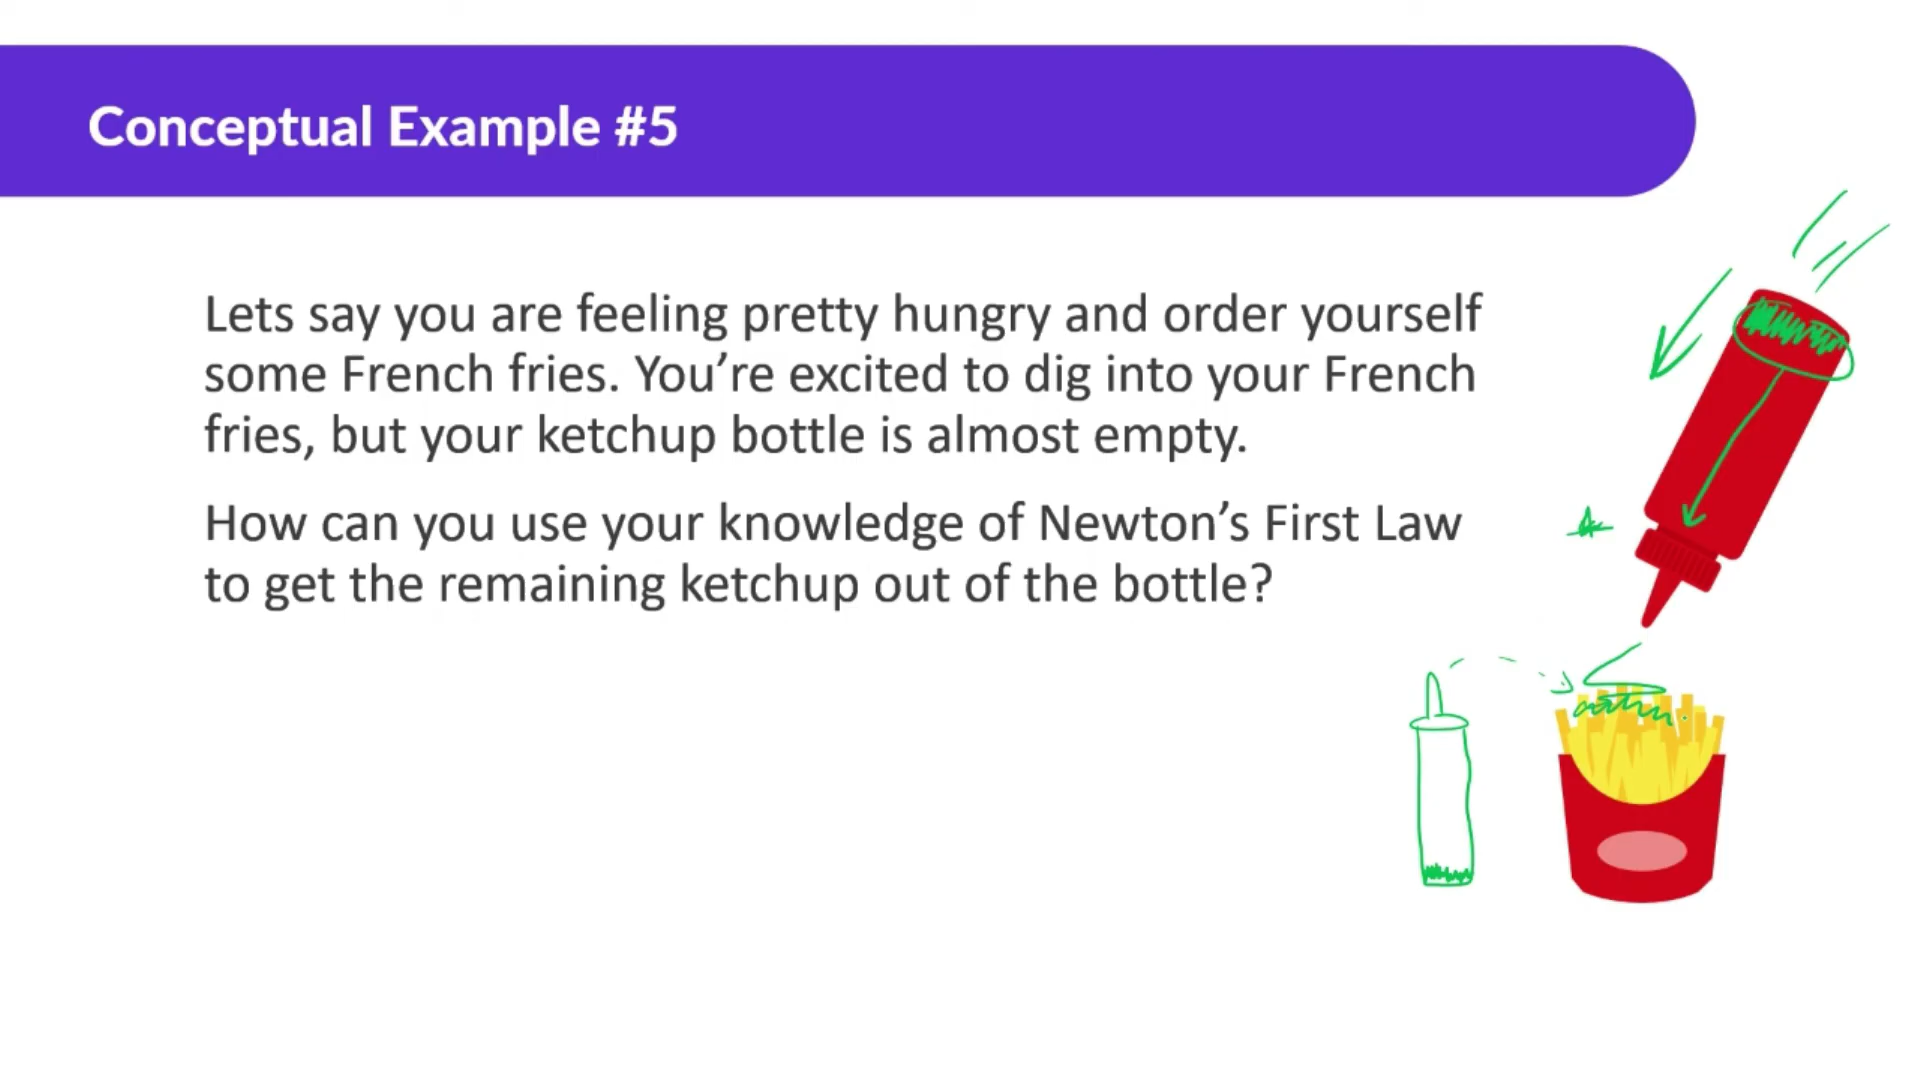 Conceptual Example #5
Lets say you are feeling pretty hungry and order yourself
some French fries. You’re excited to dig into your French
fries, but your ketchup bottle is almost empty.
How can you use your knowledge of Newton’s First Law
to get the remaining ketchup out of the bottle?